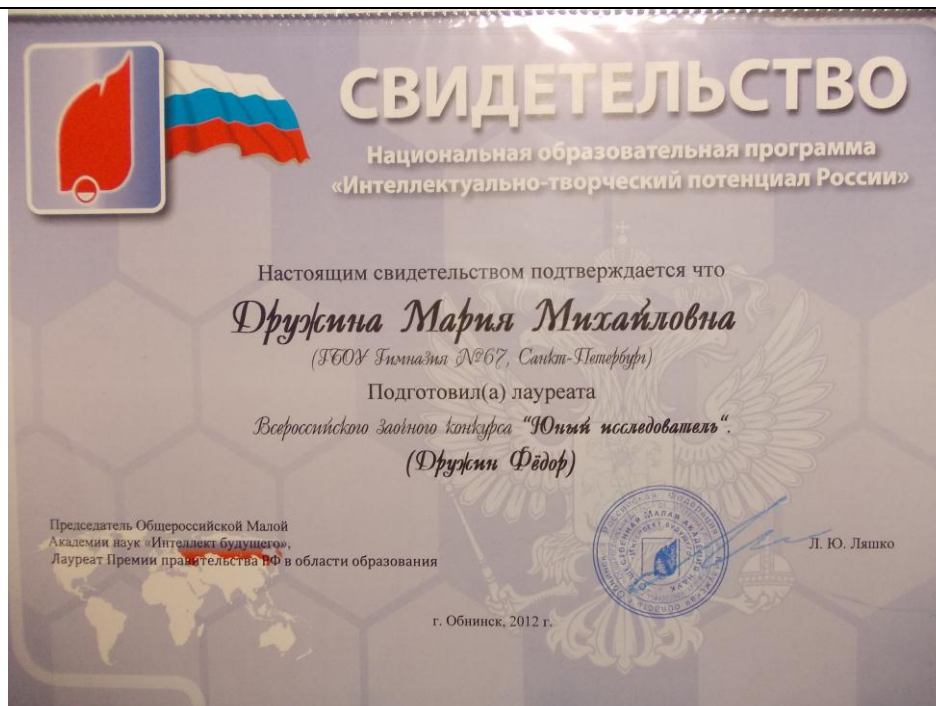 СВИДЕТЕЛЬСТВО
Национальная образовательная программа
«Интеллектуально-творческий потенциал России»
Настоящим свидетельством подтверждается что
Дружина Мария Михайловна
(ГБОУ Гимназия №67, Санкт-Петербург)
Подготовил(а) лауреата
Всероссийского заочного конкурса "Юный исследователь".
(Дружин Фёдор)
Председатель Общероссийской Малой
Академии наук «Интеллект будущего»,
Лауреат Премии правительства РФ в области образования
Л. Ю. Ляшко
г. Обнинск, 2012 г.